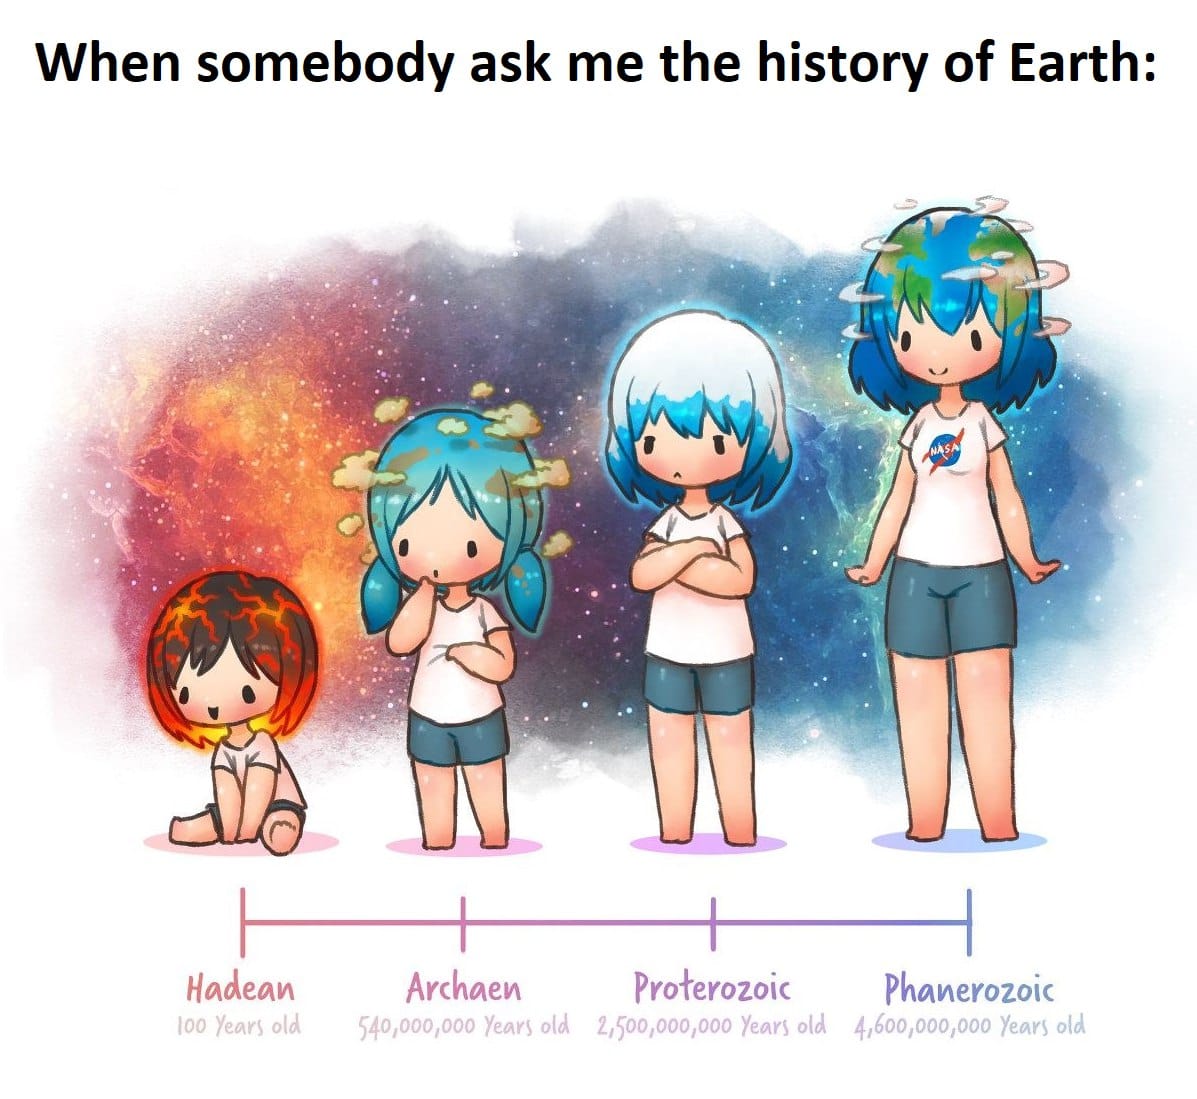 When somebody ask me the history of Earth:
NASA
Hadean
100 Years old
Archaen
540,000,000 Years old
Proterozoic
2,500,000,000 Years old
Phanerozoic
4,600,000,000 Years old